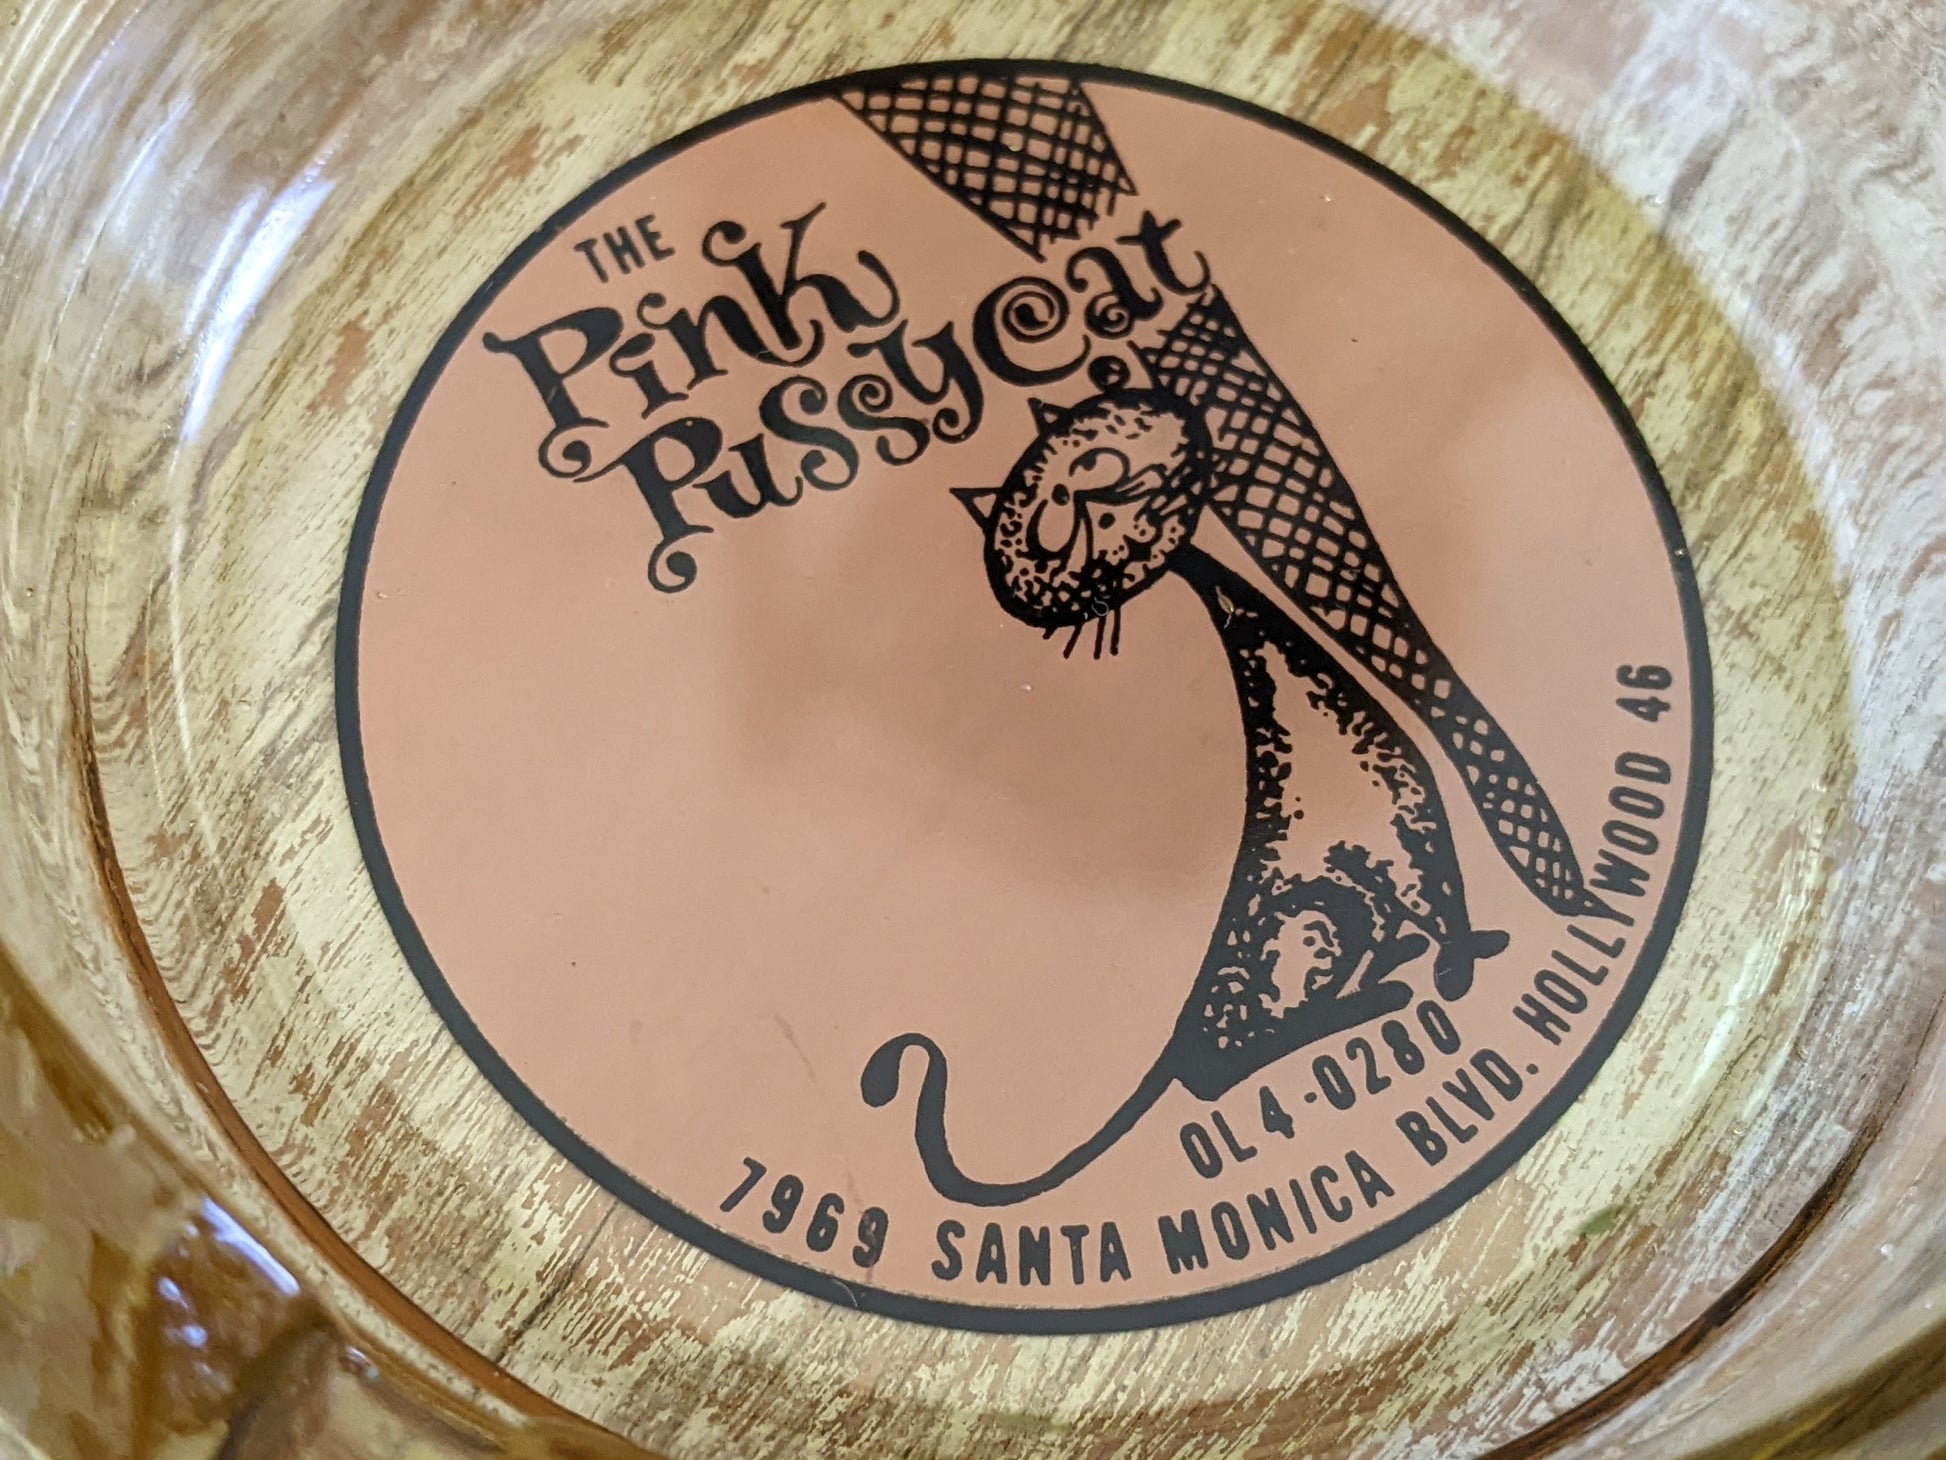 THE
Pink
Pussycat
OL 4-0280
7969 SANTA MONICA BLVD. HOLLYWOOD 46